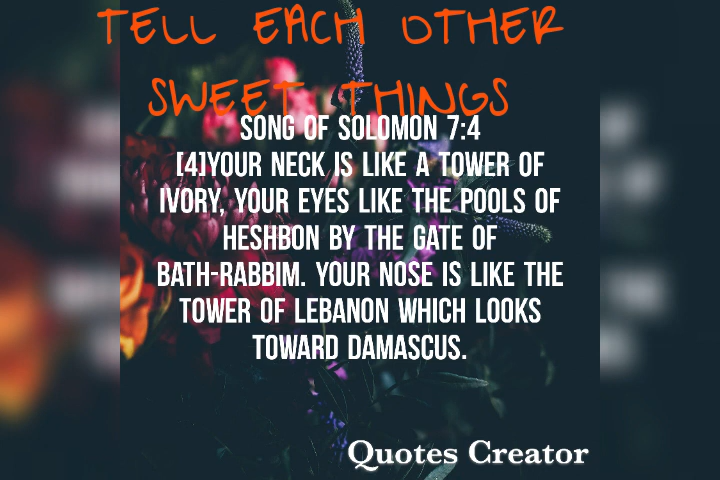 TELL EACH OTHER
SWEET THINGS
SONG OF SOLOMON 7:4
[4]YOUR NECK IS LIKE A TOWER OF
IVORY, YOUR EYES LIKE THE POOLS OF
HESHBON BY THE GATE OF
BATH-RABBIM. YOUR NOSE IS LIKE THE
TOWER OF LEBANON WHICH LOOKS
TOWARD DAMASCUS.
Quotes Creator